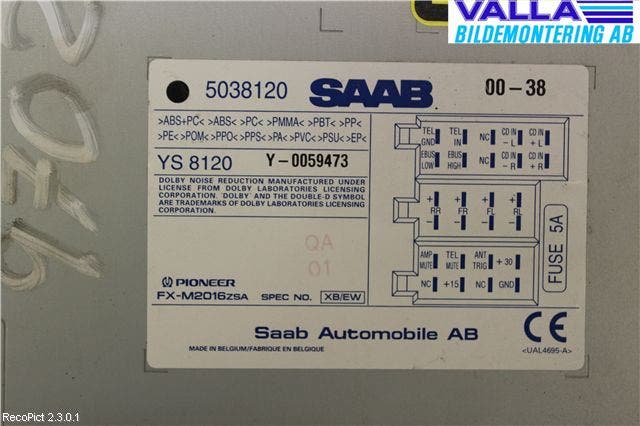 VALLA
BILDEMONTERING AB
5038120 SAAB 00-38
>ABS+PC< >ABS< >PC< >PMMA< >PBT< >PP<
>PE< >POM< >PPO< >PPS< >PA< >PVC< >PSU< >EP<
YS 8120 Y-0059473
DOLBY NOISE REDUCTION MANUFACTURED UNDER
LICENSE FROM DOLBY LABORATORIES LICENSING
CORPORATION. DOLBY AND THE DOUBLE-D SYMBOL
ARE TRADEMARKS OF DOLBY LABORATORIES LICENSING
CORPORATION.
QA
01
PIONEER
FX-M2016ZSA SPEC NO. XB/EW
TEL GND TEL IN NC CD IN - L CD IN + L
EBUS LOW EBUS HIGH NC CD IN - R CD IN + R
+ + + +
RR FR FL RL
- - - -
AMP MUTE TEL MUTE ANT TRIG +30
NC +15 NC GND
FUSE 5A
Saab Automobile AB
MADE IN BELGIUM/FABRIQUE EN BELGIQUE
CE
<UAL4695-A>
RecoPict 2.3.0.1